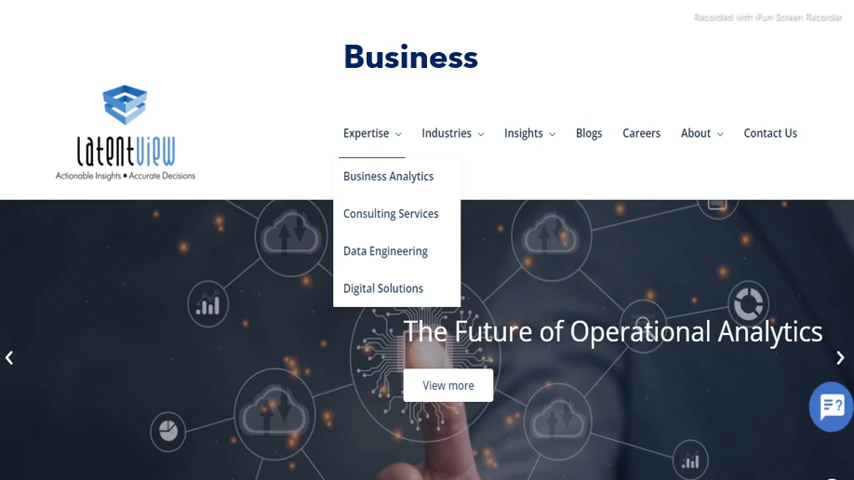 Recorded with iFun Screen Recorder
Business
LatentView
Actionable Insights • Accurate Decisions
Expertise Industries Insights Blogs Careers About Contact Us
Business Analytics
Consulting Services
Data Engineering
Digital Solutions
The Future of Operational Analytics
View more
?